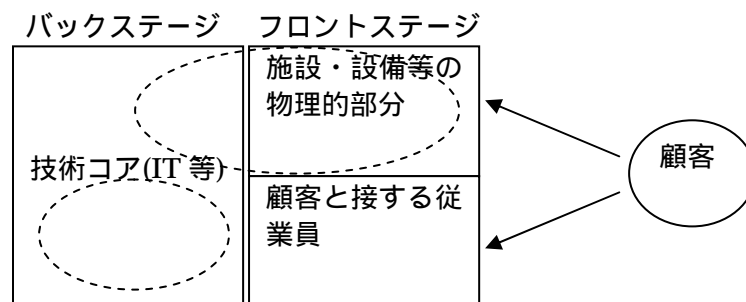 バックステージ
フロントステージ
施設・設備等の
物理的部分
技術コア(IT 等)
顧客と接する従
業員
顧客